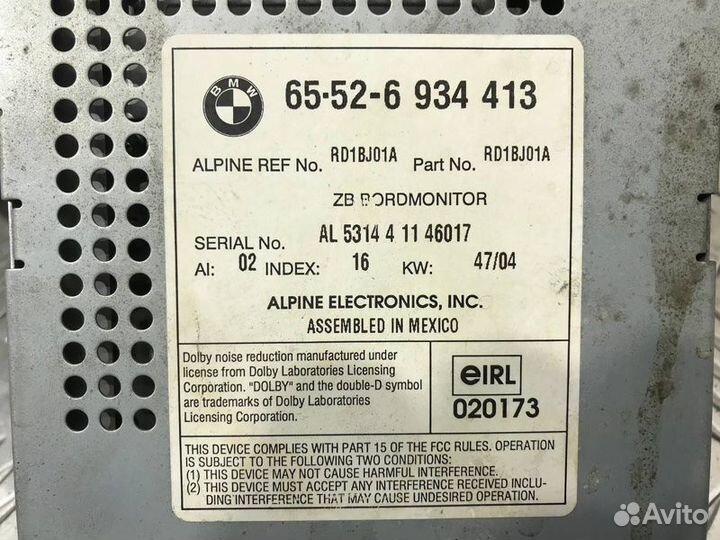 BMW
65-52-6 934 413
ALPINE REF No. RD1BJ01A Part No. RD1BJ01A
ZB BORDMONITOR
SERIAL No. AL 5314 4 11 46017
AI: 02 INDEX: 16 KW: 47/04
ALPINE ELECTRONICS, INC.
ASSEMBLED IN MEXICO
Dolby noise reduction manufactured under
license from Dolby Laboratories Licensing
Corporation. "DOLBY" and the double-D symbol
are trademarks of Dolby Laboratories
Licensing Corporation.
eIRL
020173
THIS DEVICE COMPLIES WITH PART 15 OF THE FCC RULES. OPERATION
IS SUBJECT TO THE FOLLOWING TWO CONDITIONS:
(1) THIS DEVICE MAY NOT CAUSE HARMFUL INTERFERENCE.
(2) THIS DEVICE MUST ACCEPT ANY INTERFERENCE RECEIVED INCLU-
DING INTERFERENCE THAT MAY CAUSE UNDESIRED OPERATION.
Avito